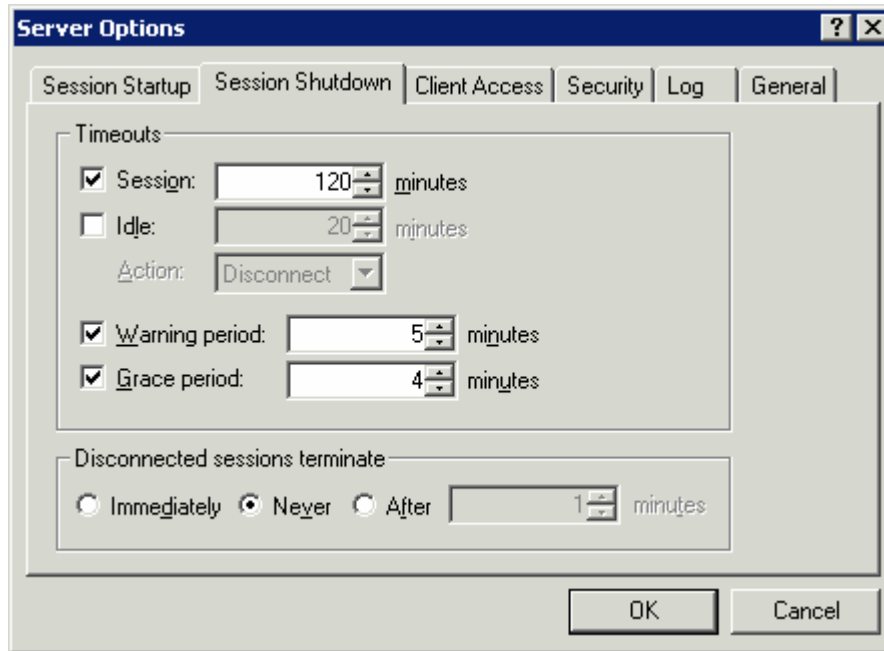 Server Options
Session Startup Session Shutdown Client Access Security Log General
Timeouts
Session: 120 minutes
Idle: 20 minutes
Action: Disconnect
Warning period: 5 minutes
Grace period: 4 minutes
Disconnected sessions terminate
Immediately Never After 1 minutes
OK Cancel